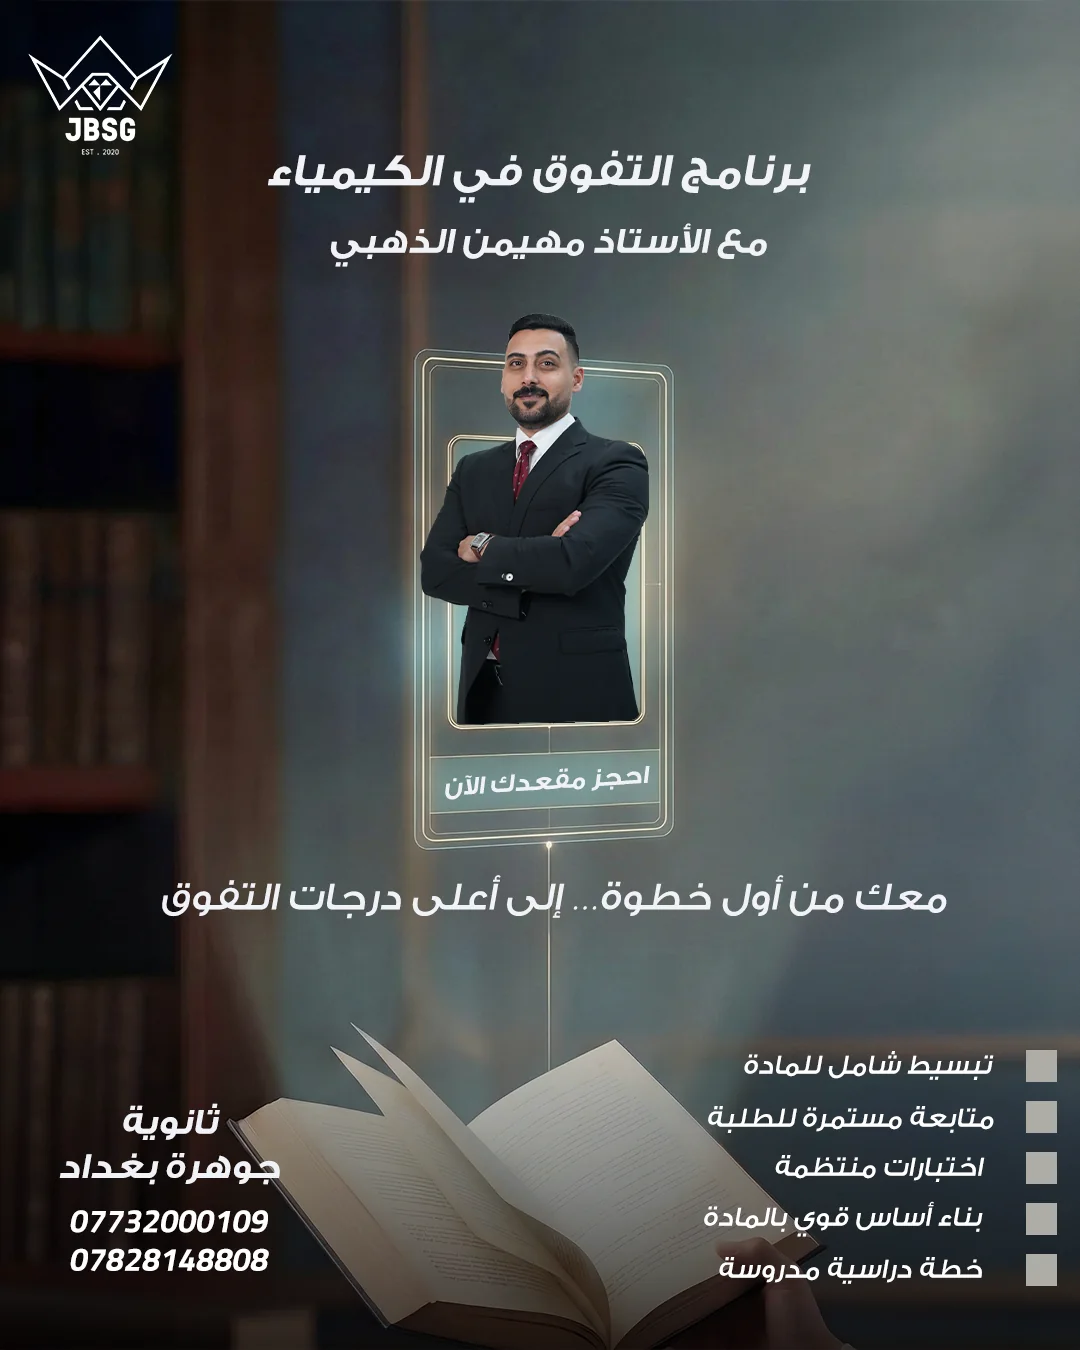 JBSG
EST . 2020
برنامج التفوق في الكيمياء
مع الأستاذ مهيمن الذهبي
احجز مقعدك الآن
معك من أول خطوة... إلى أعلى درجات التفوق
تبسيط شامل للمادة
متابعة مستمرة للطلبة
اختبارات منتظمة
بناء أساس قوي بالمادة
خطة دراسية مدروسة
ثانوية
جوهرة بغداد
07732000109
07828148808